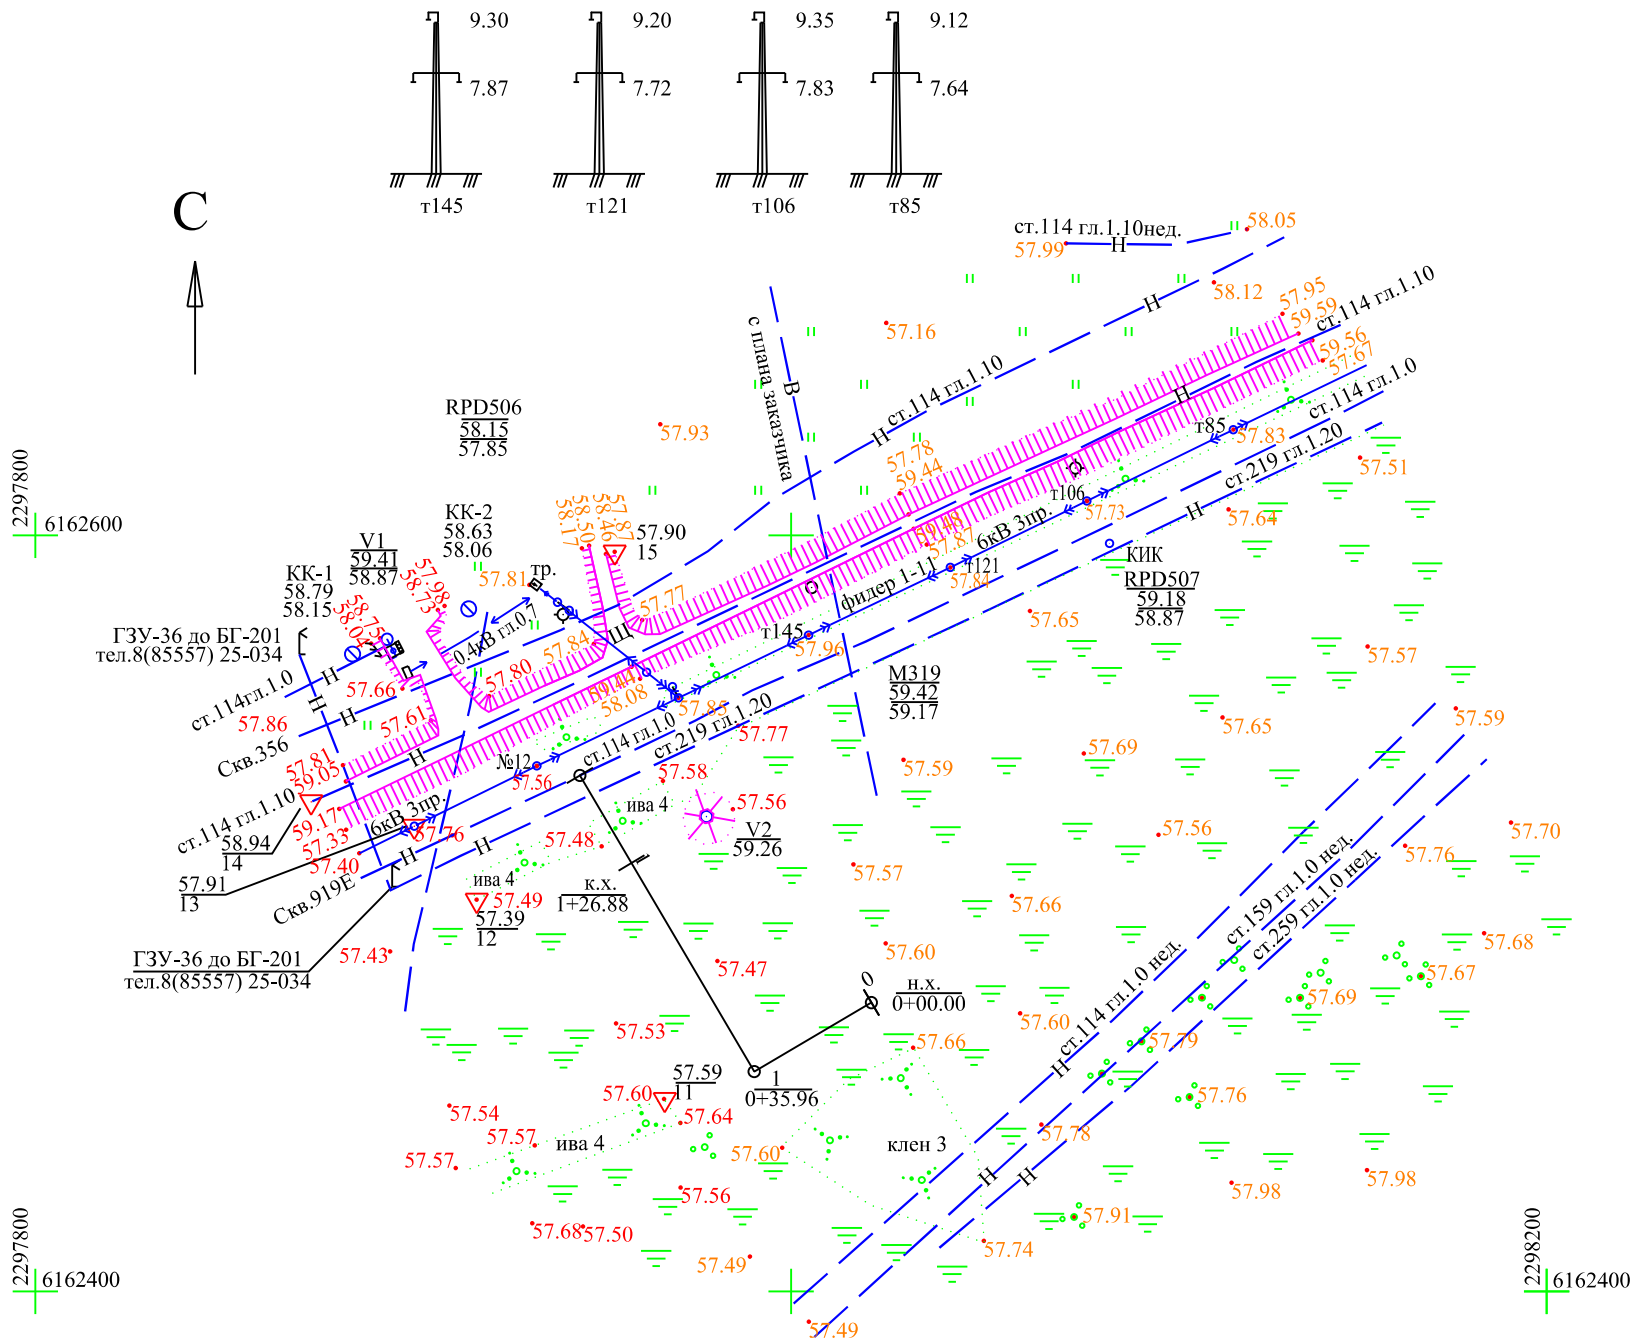 9.30
7.87
т145
9.20
7.72
т121
9.35
7.83
т106
9.12
7.64
т85
С
ст.114 гл.1.10нед.
Н
57.99
58.05
58.12
57.16
Н
ст.114 гл.1.10
Н
57.95
59.59
ст.114 гл.1.10
59.56
57.67
ст.114 гл.1.0
ст.219 гл.1.20
Н
Н
с плана заказчика
В
RPD506
58.15
57.85
57.93
57.78
59.44
т85
57.83
57.51
57.64
2297800
6162600
КК-2
58.63
58.06
V1
59.41
58.87
КК-1
58.79
58.15
58.17
58.50
58.46
57.87
57.90
15
57.81
тр.
57.98
58.73
58.75
58.04
57.77
59.48
57.87
6кВ 3пр.
фидер 1-11
т106
57.73
т121
57.84
КИК
RPD507
59.18
58.87
57.65
57.57
ГЗУ-36 до БГ-201
тел.8(85557) 25-034
0.4кВ гл.0,7
Щ
57.84
57.80
59.44
58.08
57.85
т145
57.96
М319
59.42
59.17
57.66
57.61
57.86
ст.114гл.1.0
Н
Н
Н
Скв.356
Н
57.81
59.05
ст.114 гл.1.10
59.17
57.33
57.40
6кВ 3пр.
57.76
№12
57.56
ст.114 гл.1.0
ст.219 гл.1.20
57.77
57.58
57.59
57.69
57.65
57.59
58.94
14
57.91
13
Н
Н
Скв.919Е
ива 4
57.48
57.56
V2
59.26
57.57
57.56
57.76
57.70
ива 4
57.49
57.39
12
к.х.
1+26.88
57.66
57.60
57.47
57.43
ГЗУ-36 до БГ-201
тел.8(85557) 25-034
0
н.х.
0+00.00
ст.114 гл.1.0 нед.
ст.159 гл.1.0 нед.
ст.259 гл.1.0 нед.
57.68
57.67
57.69
57.60
57.53
57.66
57.79
57.76
Н
57.59
11
57.60
57.64
1
0+35.96
57.54
57.57
57.57
ива 4
57.60
клен 3
57.78
Н
Н
57.98
57.98
57.56
57.68
57.50
57.91
57.74
57.49
57.49
2297800
6162400
2298200
6162400